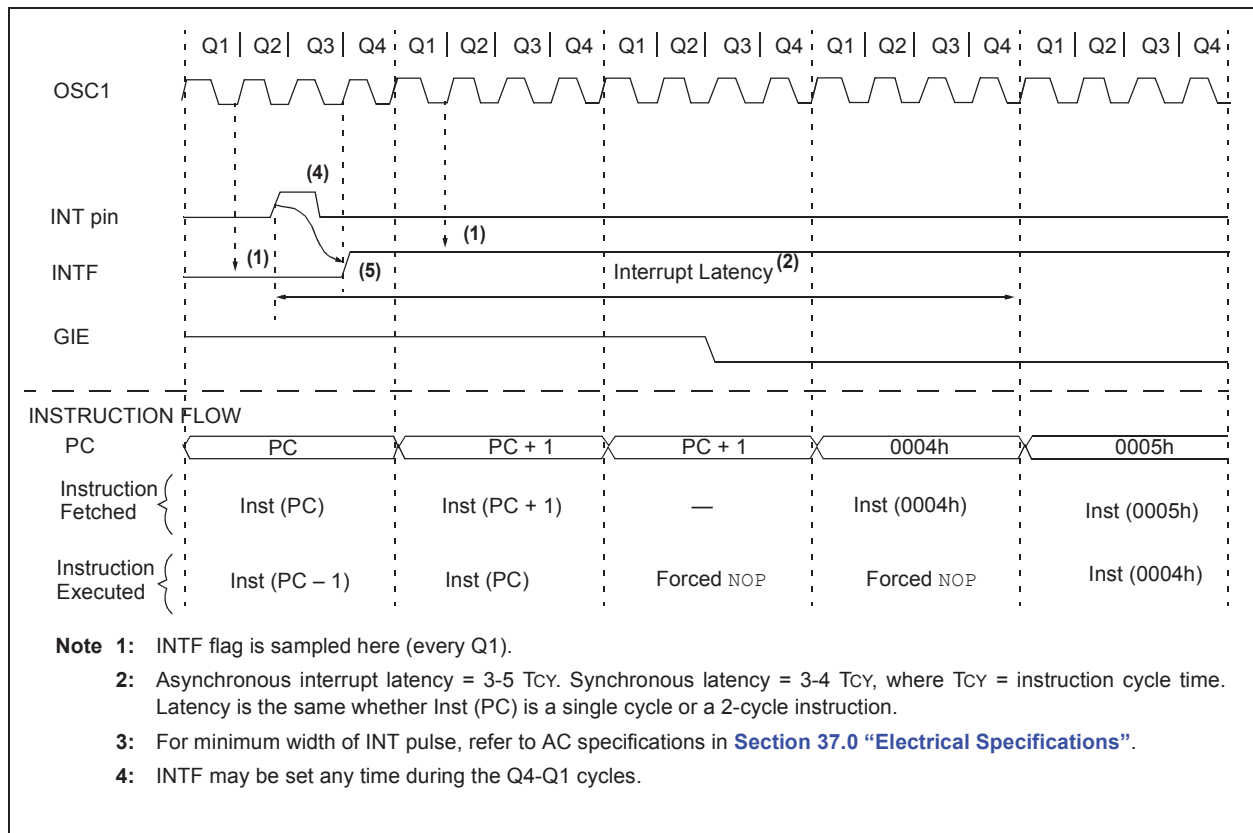 Q1 Q2 Q3 Q4 Q1 Q2 Q3 Q4 Q1 Q2 Q3 Q4 Q1 Q2 Q3 Q4 Q1 Q2 Q3 Q4
OSC1
(4)
INT pin
(1)
(1)
INTF
(5)
Interrupt Latency (2)
GIE
INSTRUCTION FLOW
PC
PC
PC + 1
PC + 1
0004h
0005h
Instruction
Fetched
Inst (PC)
Inst (PC + 1)
—
Inst (0004h)
Inst (0005h)
Instruction
Executed
Inst (PC – 1)
Inst (PC)
Forced NOP
Forced NOP
Inst (0004h)
Note 1: INTF flag is sampled here (every Q1).
2: Asynchronous interrupt latency = 3-5 TCY. Synchronous latency = 3-4 TCY, where TCY = instruction cycle time.
Latency is the same whether Inst (PC) is a single cycle or a 2-cycle instruction.
3: For minimum width of INT pulse, refer to AC specifications in Section 37.0 “Electrical Specifications”.
4: INTF may be set any time during the Q4-Q1 cycles.